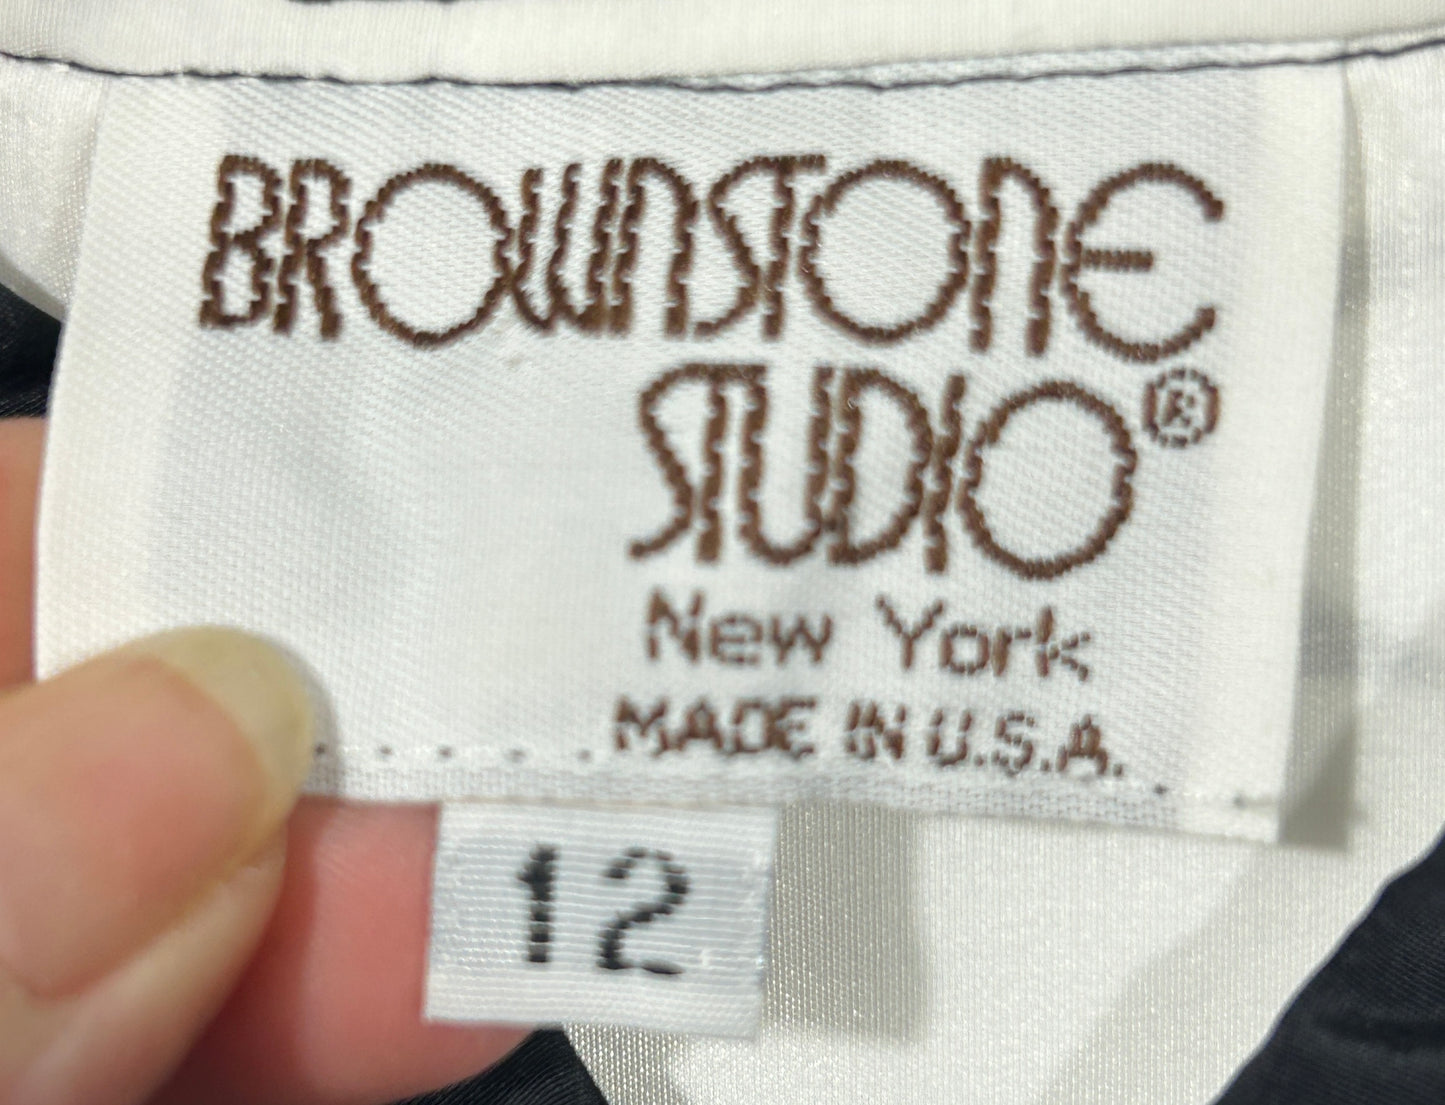 BROWNSTONE
STUDIO®
New York
MADE IN U.S.A.
12